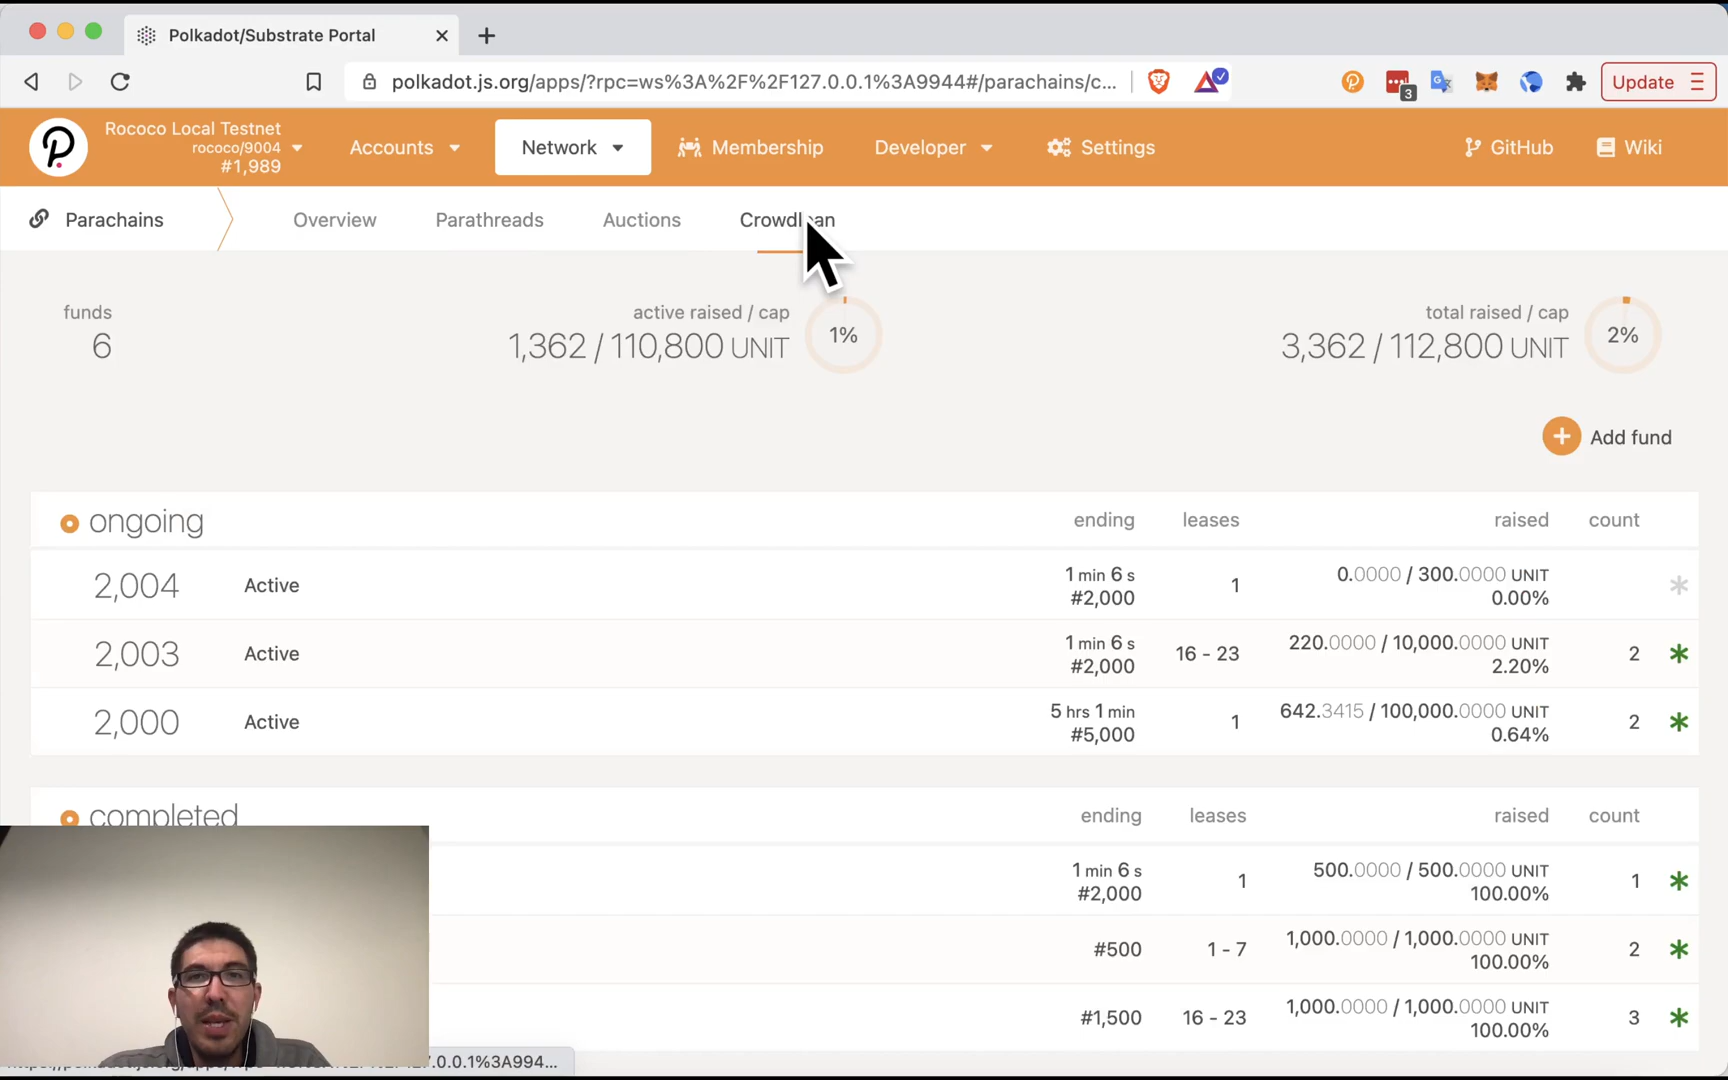 Polkadot/Substrate Portal
polkadot.js.org/apps/?rpc=ws%3A%2F%2F127.0.0.1%3A9944#/parachains/c...
3
Update
Rococo Local Testnet
rococo/9004
#1,989
Accounts
Network
Membership
Developer
Settings
GitHub
Wiki
Parachains
Overview
Parathreads
Auctions
funds
6
active raised / cap
1,362 / 110,800 UNIT
1%
total raised / cap
3,362 / 112,800 UNIT
2%
Add fund
ongoing ending leases raised count
2,004 Active 1 min 6 s 1 0.0000 / 300.0000 UNIT
#2,000 0.00%
2,003 Active 1 min 6 s 16 - 23 220.0000 / 10,000.0000 UNIT 2
#2,000 2.20%
2,000 Active 5 hrs 1 min 1 642.3415 / 100,000.0000 UNIT 2
#5,000 0.64%
completed ending leases raised count
1 min 6 s 1 500.0000 / 500.0000 UNIT 1
#2,000 100.00%
#500 1 - 7 1,000.0000 / 1,000.0000 UNIT 2
100.00%
#1,500 16 - 23 1,000.0000 / 1,000.0000 UNIT 3
100.00%